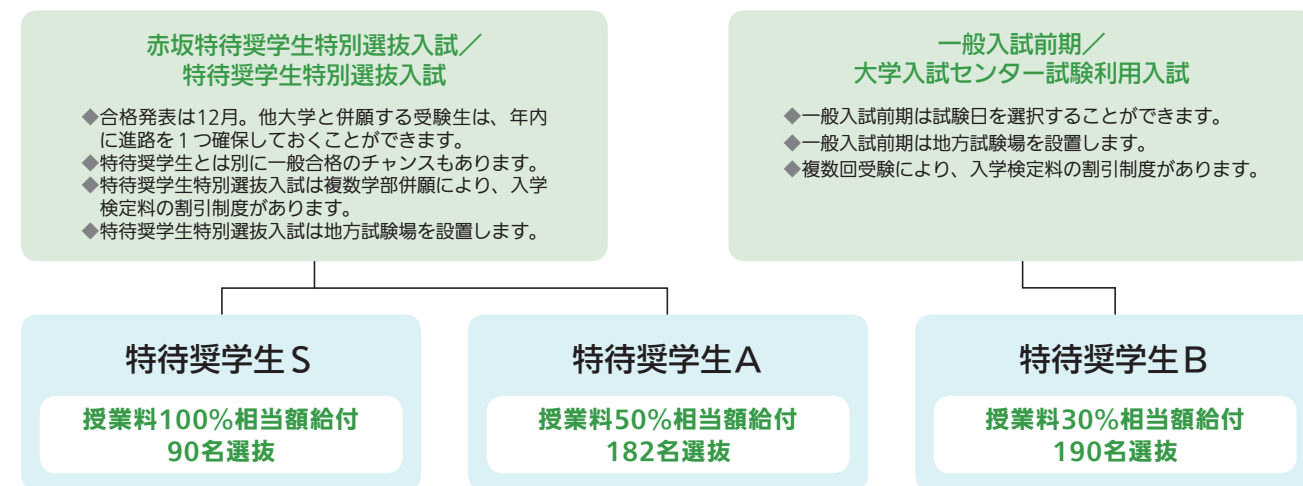 赤坂特待奨学生特別選抜入試／
特待奨学生特別選抜入試
◆合格発表は12月。他大学と併願する受験生は、年内
に進路を１つ確保しておくことができます。
◆特待奨学生とは別に一般合格のチャンスもあります。
◆特待奨学生特別選抜入試は複数学部併願により、入学
検定料の割引制度があります。
◆特待奨学生特別選抜入試は地方試験場を設置します。
一般入試前期／
大学入試センター試験利用入試
◆一般入試前期は試験日を選択することができます。
◆一般入試前期は地方試験場を設置します。
◆複数回受験により、入学検定料の割引制度があります。
特待奨学生Ｓ
授業料100％相当額給付
90名選抜
特待奨学生Ａ
授業料50％相当額給付
182名選抜
特待奨学生Ｂ
授業料30％相当額給付
190名選抜